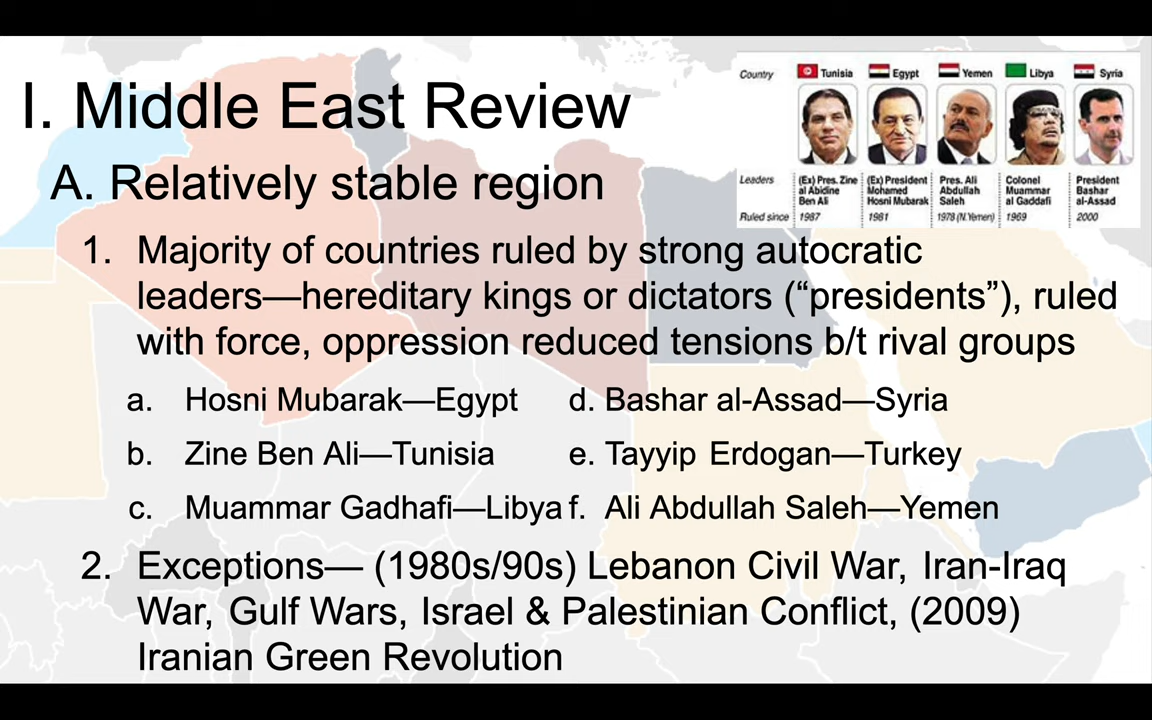 I. Middle East Review
A. Relatively stable region
Country Tunisia Egypt Yemen Libya Syria
Leaders (Ex) Pres. Zine (Ex) President Pres. Ali Colonel President
al Abidine Mohamed Abdullah Muammar Bashar
Ben Ali Hosni Mubarak Saleh al Gaddafi al-Assad
Ruled since 1987 1981 1978 (N.Yemen) 1969 2000
1. Majority of countries ruled by strong autocratic
leaders—hereditary kings or dictators (“presidents”), ruled
with force, oppression reduced tensions b/t rival groups
a. Hosni Mubarak—Egypt d. Bashar al-Assad—Syria
b. Zine Ben Ali—Tunisia e. Tayyip Erdogan—Turkey
c. Muammar Gadhafi—Libya f. Ali Abdullah Saleh—Yemen
2. Exceptions— (1980s/90s) Lebanon Civil War, Iran-Iraq
War, Gulf Wars, Israel & Palestinian Conflict, (2009)
Iranian Green Revolution